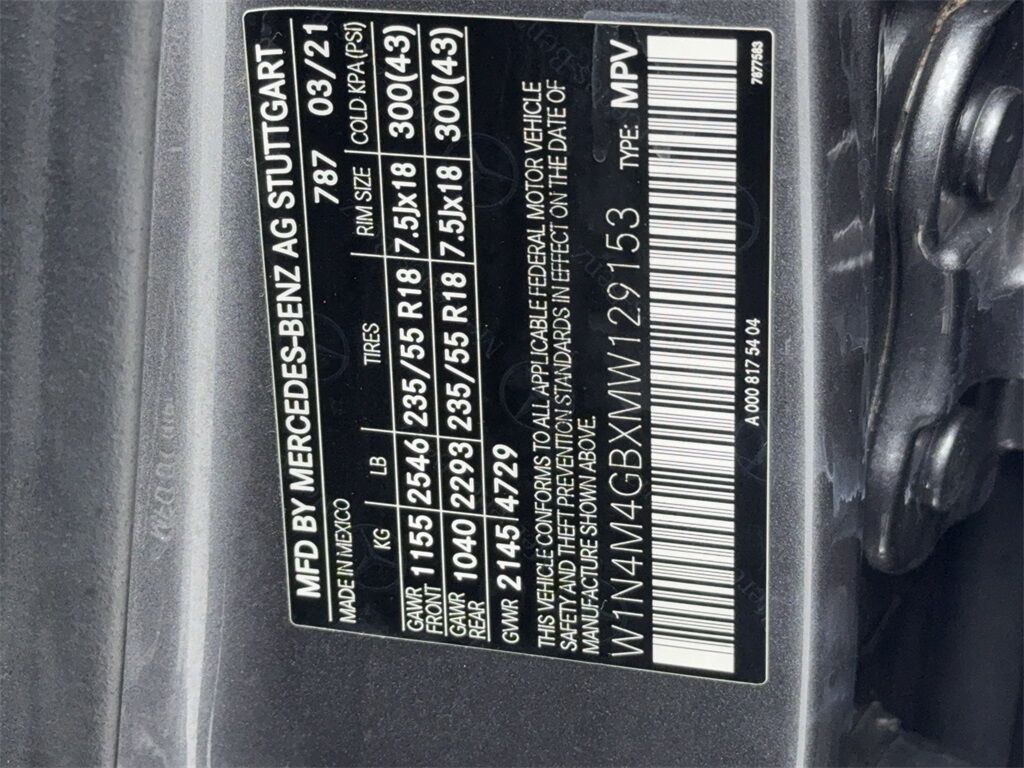 MFD BY MERCEDES-BENZ AG STUTTGART
MADE IN MEXICO 787 03/21
KG LB TIRES RIM SIZE COLD KPA(PSI)
GAWR FRONT 1155 2546 235/55 R18 7.5Jx18 300(43)
GAWR REAR 1040 2293 235/55 R18 7.5Jx18 300(43)
GVWR 2145 4729
THIS VEHICLE CONFORMS TO ALL APPLICABLE FEDERAL MOTOR VEHICLE
SAFETY AND THEFT PREVENTION STANDARDS IN EFFECT ON THE DATE OF
MANUFACTURE SHOWN ABOVE.
W1N4M4GBXMW129153 TYPE: MPV
A 000 817 54 04 7677583